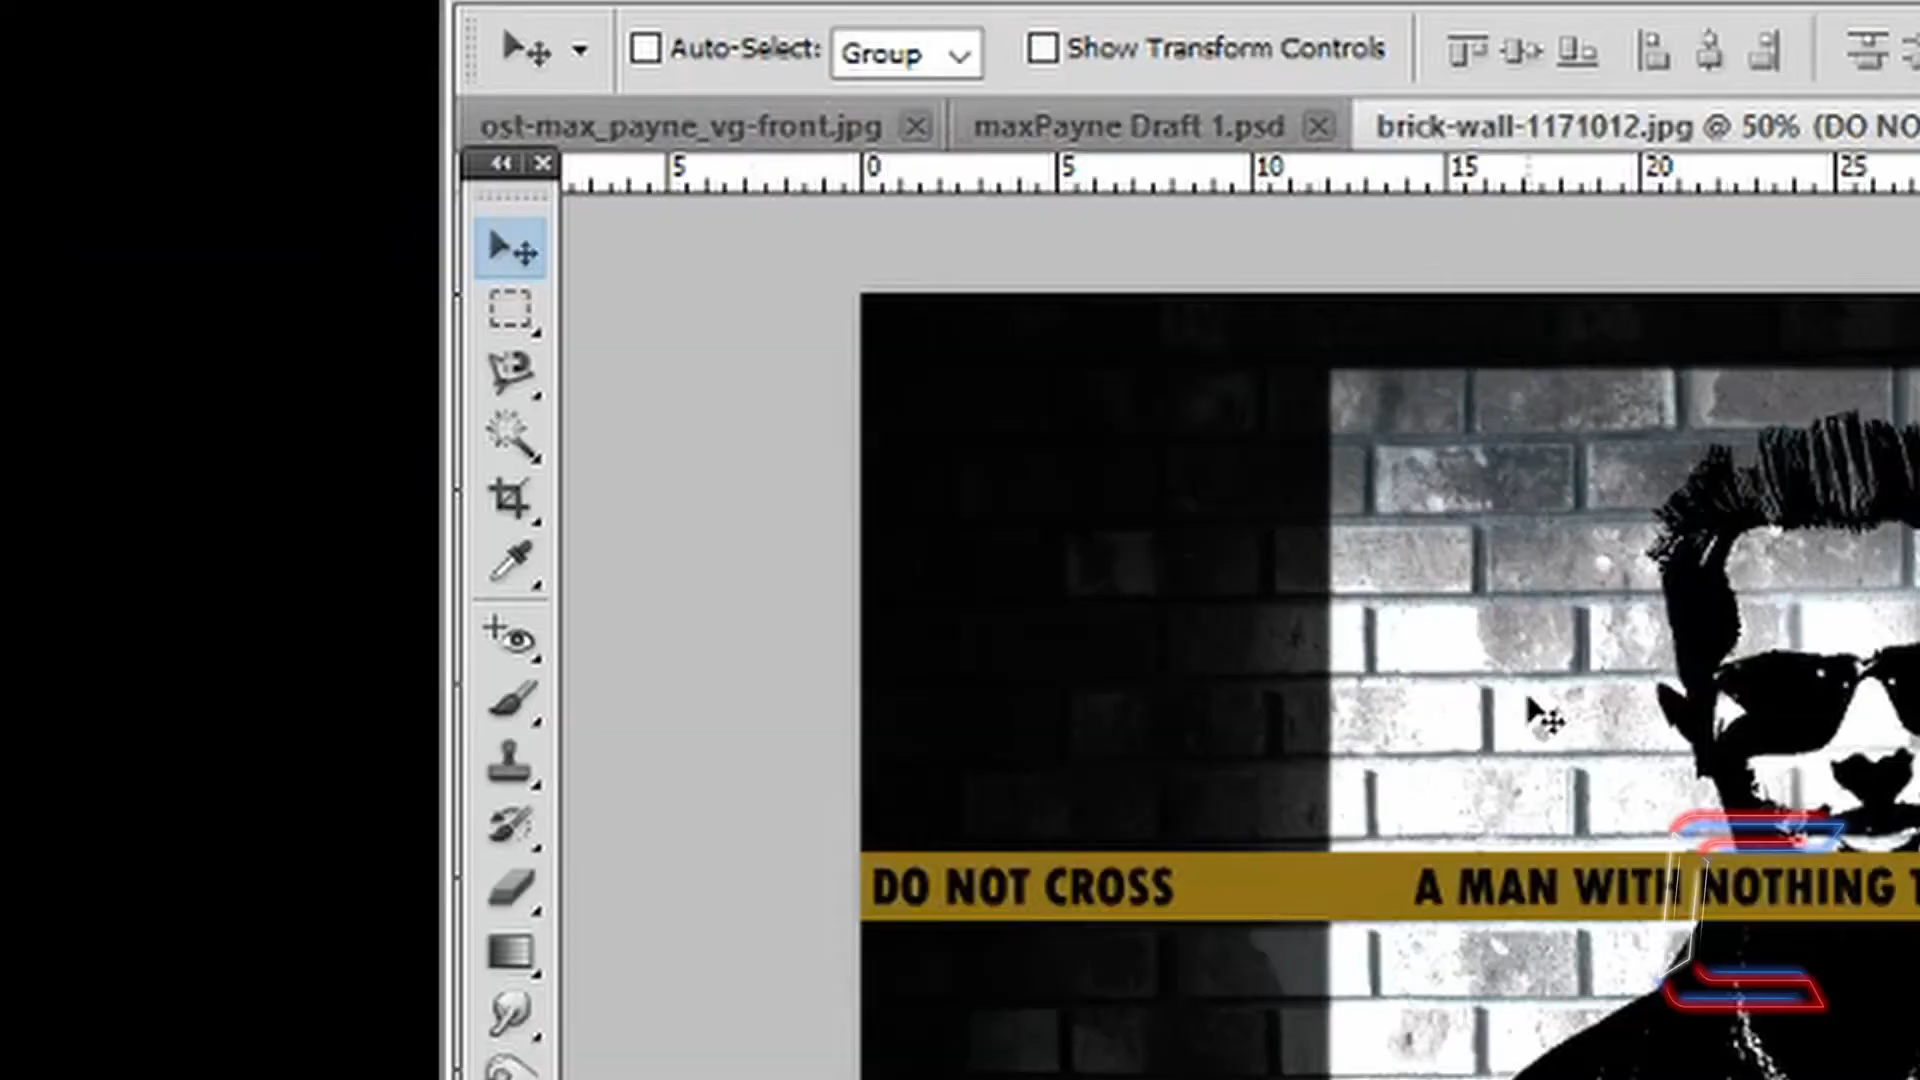 Auto-Select: Group Show Transform Controls
ost-max_payne_vg-front.jpg maxPayne Draft 1.psd brick-wall-1171012.jpg @ 50% (DO NO
5 0 5 10 15 20 25
DO NOT CROSS A MAN WITH NOTHING T